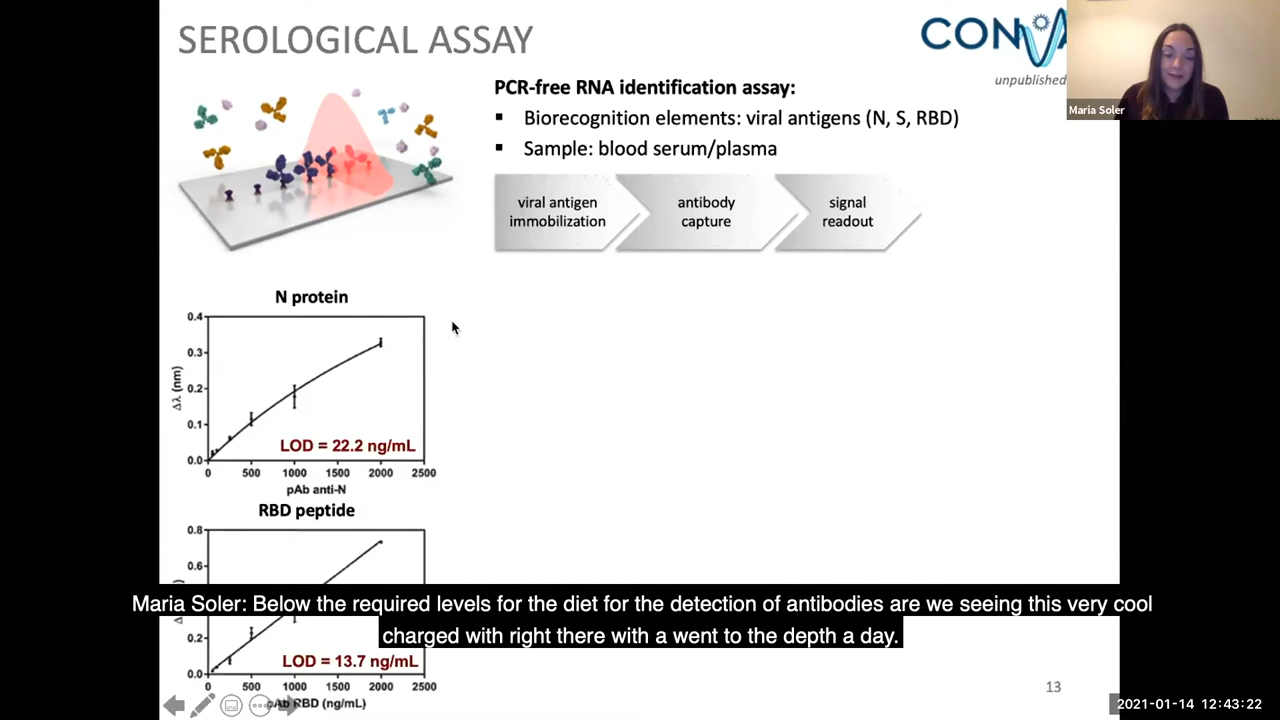 SEROLOGICAL ASSAY
CONVA
unpublished
Maria Soler
PCR-free RNA identification assay:
▪ Biorecognition elements: viral antigens (N, S, RBD)
▪ Sample: blood serum/plasma
viral antigen
immobilization
antibody
capture
signal
readout
N protein
0.4
0.3
0.2
0.1
0.0
Δλ (nm)
LOD = 22.2 ng/mL
0 500 1000 1500 2000 2500
pAb anti-N
RBD peptide
0.8
0.6
0.2
0.0
LOD = 13.7 ng/mL
0 500 1000 1500 2000 2500
pAb RBD (ng/mL)
Maria Soler: Below the required levels for the diet for the detection of antibodies are we seeing this very cool
charged with right there with a went to the depth a day.
13
2021-01-14 12:43:22